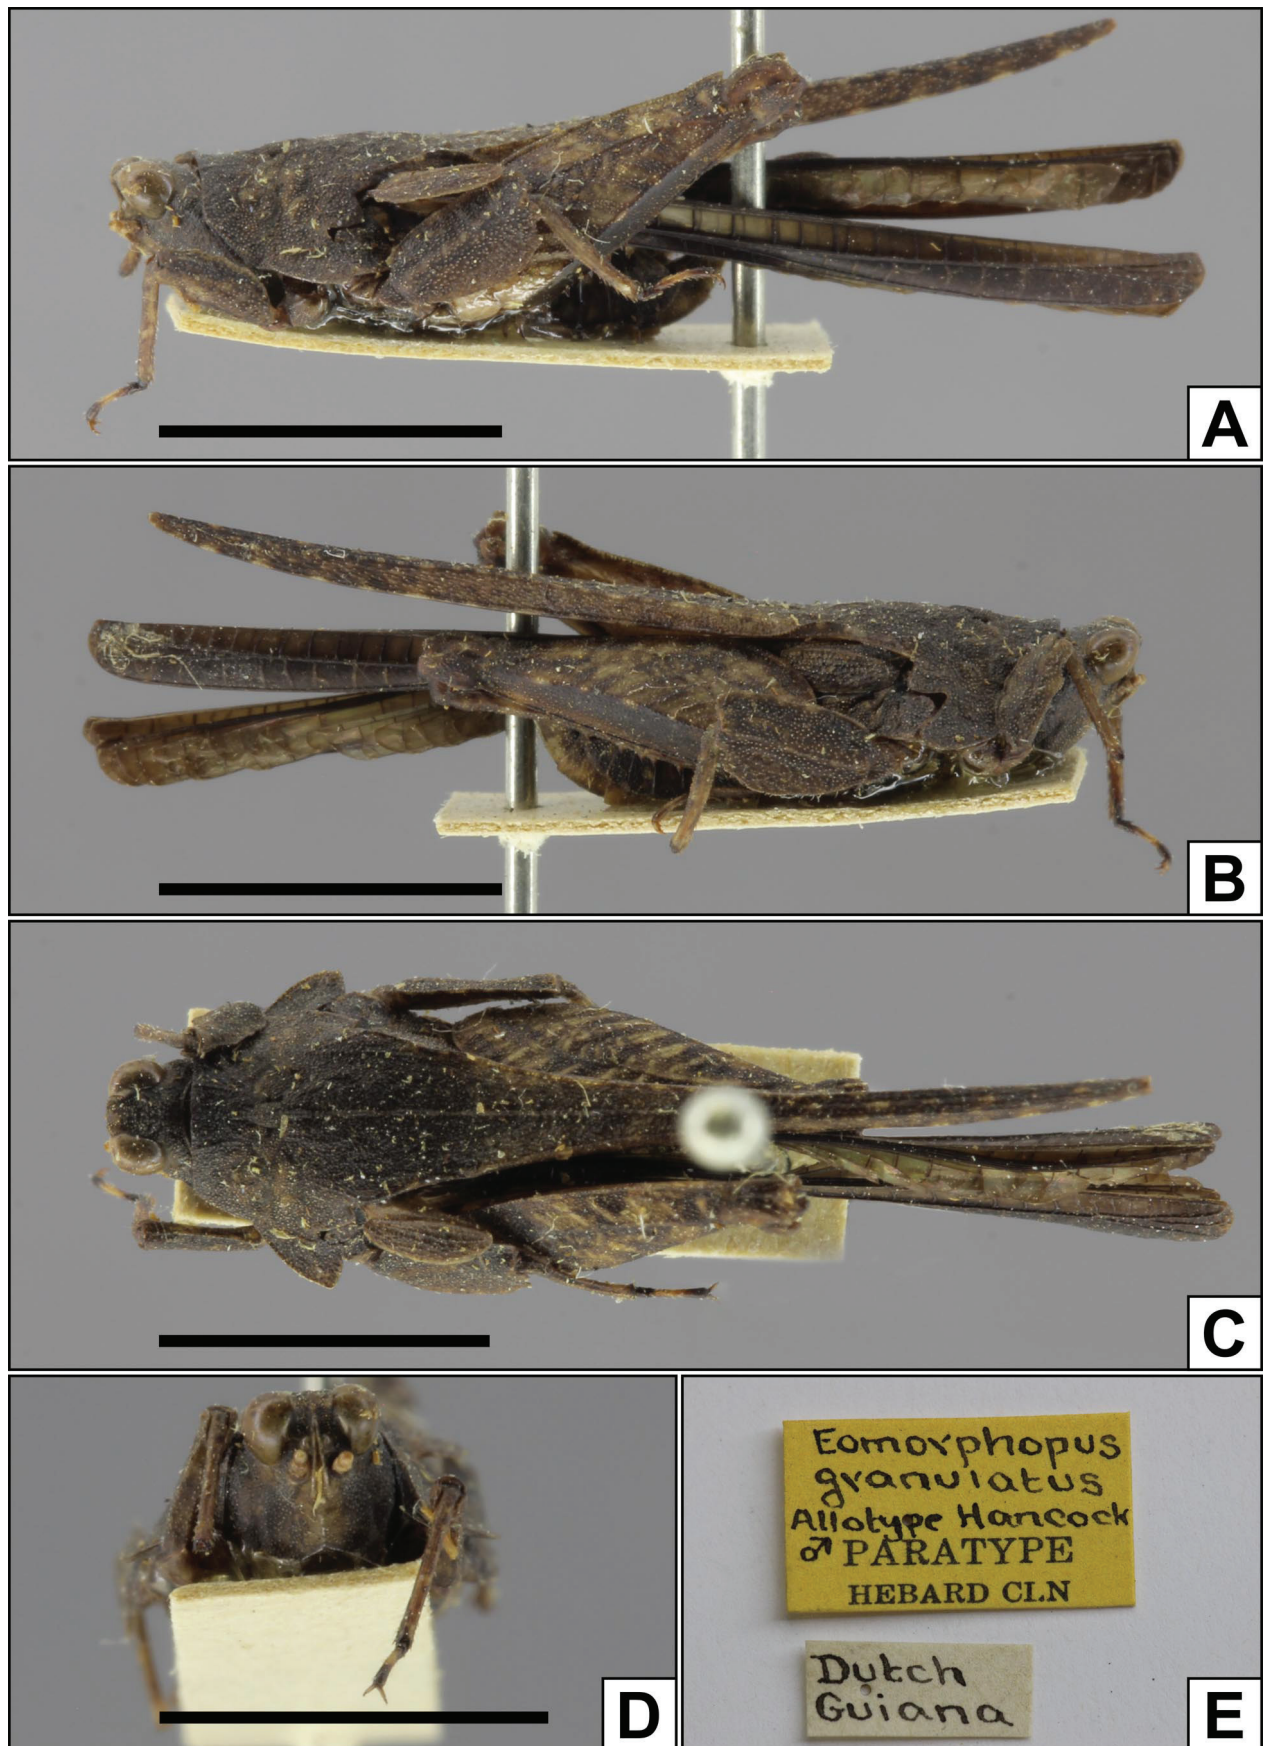 A
B
C
D
Eomorphopus
granulatus
Allotype Hancock
♂ PARATYPE
HEBARD CLN
Dutch
Guiana
E